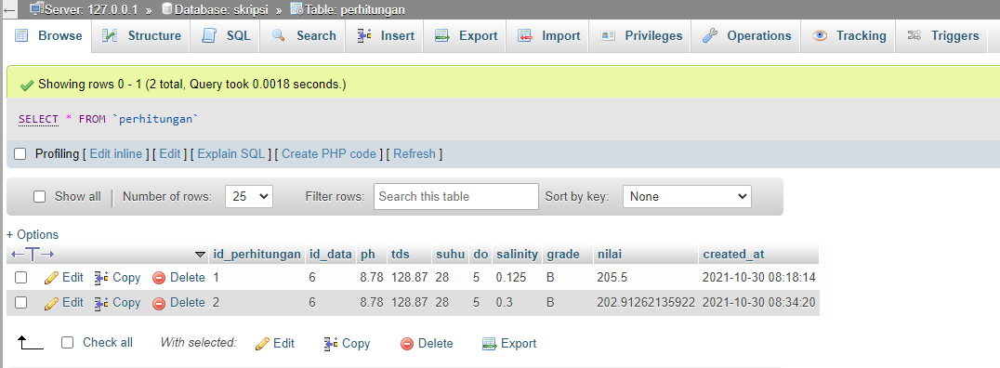 Server: 127.0.0.1 » Database: skripsi » Table: perhitungan
Browse Structure SQL Search Insert Export Import Privileges Operations Tracking Triggers
Showing rows 0 - 1 (2 total, Query took 0.0018 seconds.)
SELECT * FROM `perhitungan`
Profiling [ Edit inline ] [ Edit ] [ Explain SQL ] [ Create PHP code ] [ Refresh ]
Show all Number of rows: 25 Filter rows: Search this table Sort by key: None
+ Options
id_perhitungan id_data ph tds suhu do salinity grade nilai created_at
Edit Copy Delete 1 6 8.78 128.87 28 5 0.125 B 205.5 2021-10-30 08:18:14
Edit Copy Delete 2 6 8.78 128.87 28 5 0.3 B 202.91262135922 2021-10-30 08:34:20
Check all With selected: Edit Copy Delete Export